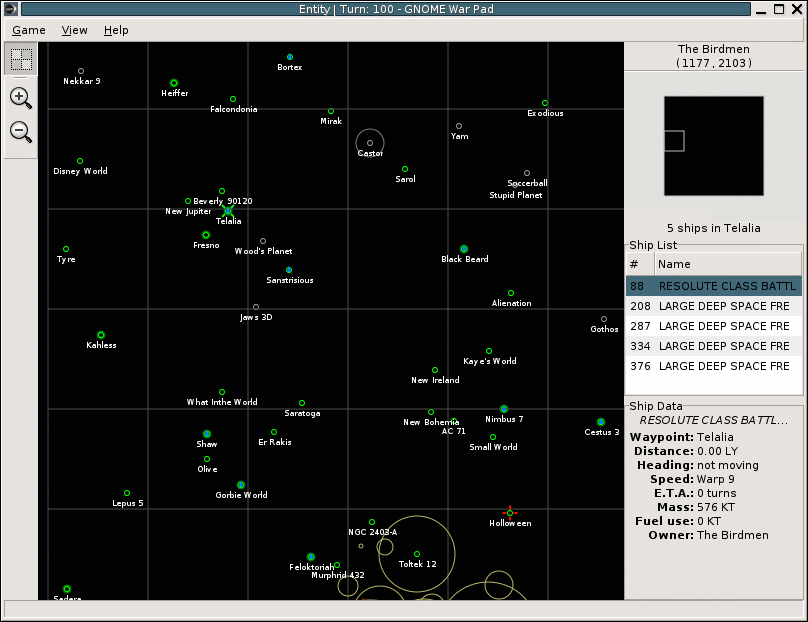 Entity | Turn: 100 - GNOME War Pad
Game View Help
The Birdmen
(1177, 2103)
5 ships in Telalia
Ship List
# Name
88 RESOLUTE CLASS BATTL
208 LARGE DEEP SPACE FRE
287 LARGE DEEP SPACE FRE
334 LARGE DEEP SPACE FRE
376 LARGE DEEP SPACE FRE
Ship Data
RESOLUTE CLASS BATTL...
Waypoint: Telalia
Distance: 0.00 LY
Heading: not moving
Speed: Warp 9
E.T.A.: 0 turns
Mass: 576 KT
Fuel use: 0 KT
Owner: The Birdmen
Bortex
Nekkar 9
Heiffer
Falcondonia
Mirak
Exodious
Yam
Castor
Disney World
Sarol
Soccerball
Stupid Planet
Beverly 90120
New Jupiter
Telalia
Fresno
Wood's Planet
Tyre
Black Beard
Sanstrisious
Alienation
Jaws 3D
Gothos
Kahless
Kaye's World
New Ireland
What Inthe World
Saratoga
New Bohemia
Nimbus 7
AC 71
Cestus 3
Shaw
Er Rakis
Small World
Olive
Gorbie World
Lepus 5
Holloween
NGC 2403-A
Toltek 12
Feloktoriah
Murphrid 432